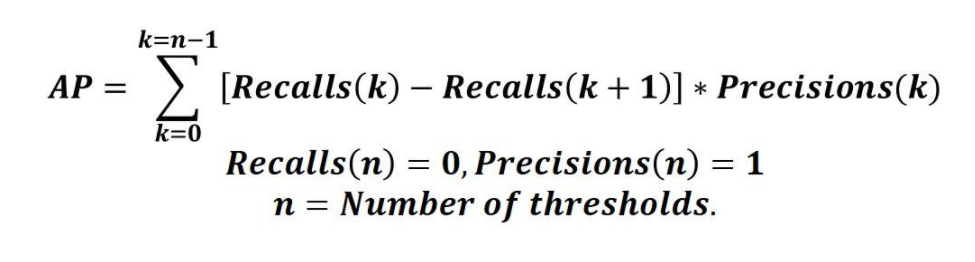 k=n−1
AP = ∑ [Recalls(k) − Recalls(k + 1)] * Precisions(k)
k=0
Recalls(n) = 0, Precisions(n) = 1
n = Number of thresholds.